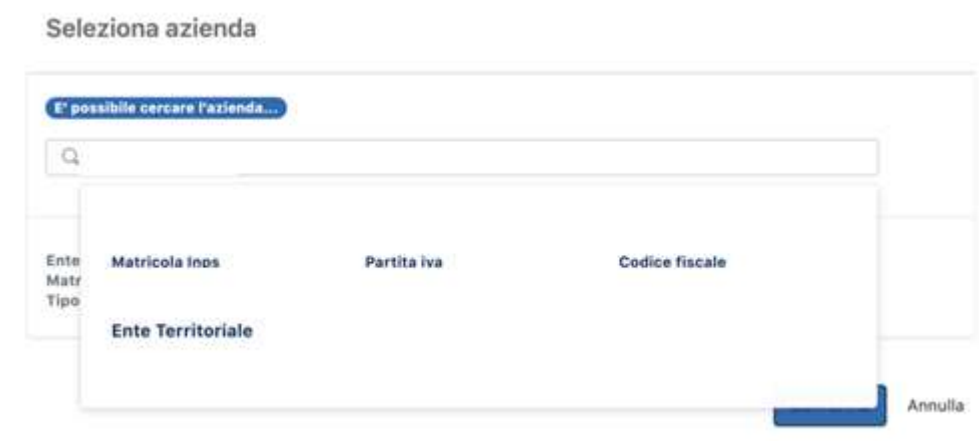 Seleziona azienda
E' possibile cercare l'azienda...
Ente
Matricola Inps Partita iva Codice fiscale
Matr
Tipo
Ente Territoriale
Annulla